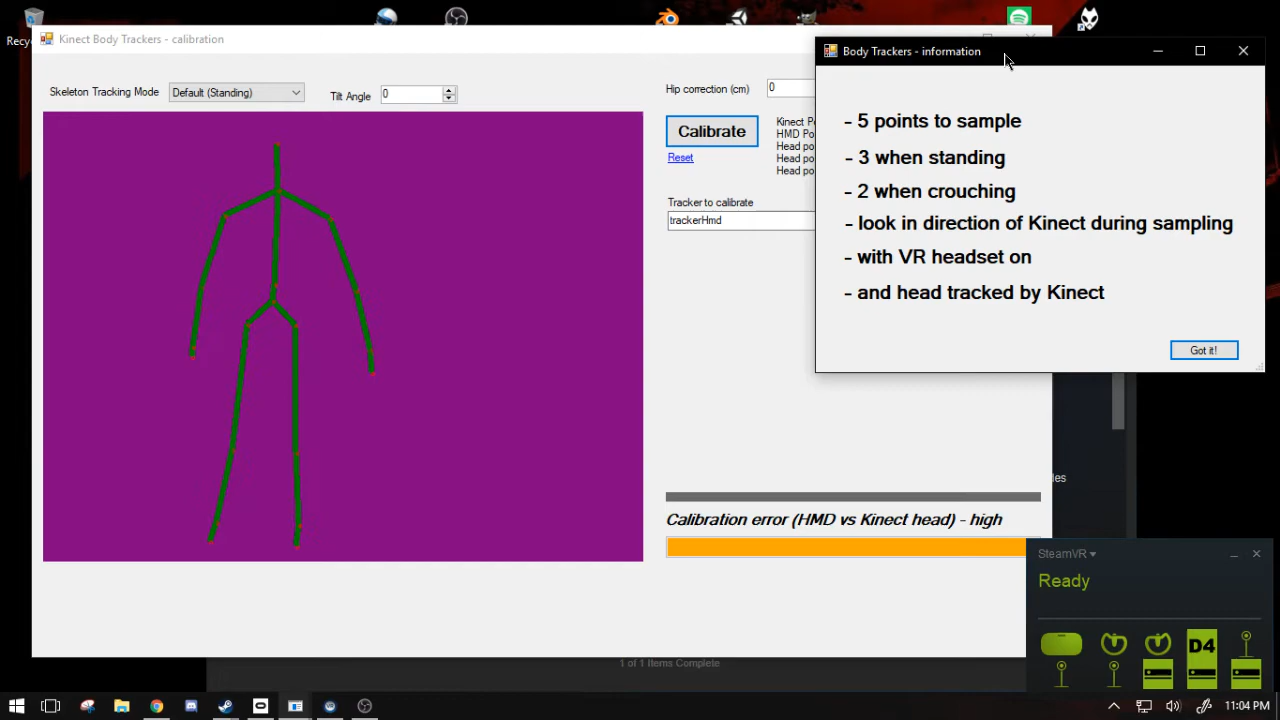 Recyc
Kinect Body Trackers - calibration
Skeleton Tracking Mode
Default (Standing)
Tilt Angle
0
Hip correction (cm)
0
Calibrate
Reset
Kinect Po
HMD Po
Head po
Head po
Head po
Tracker to calibrate
trackerHmd
Body Trackers - information
- 5 points to sample
- 3 when standing
- 2 when crouching
- look in direction of Kinect during sampling
- with VR headset on
- and head tracked by Kinect
Got it!
les
Calibration error (HMD vs Kinect head) - high
SteamVR
Ready
D4
1 of 1 Items Complete
11:04 PM